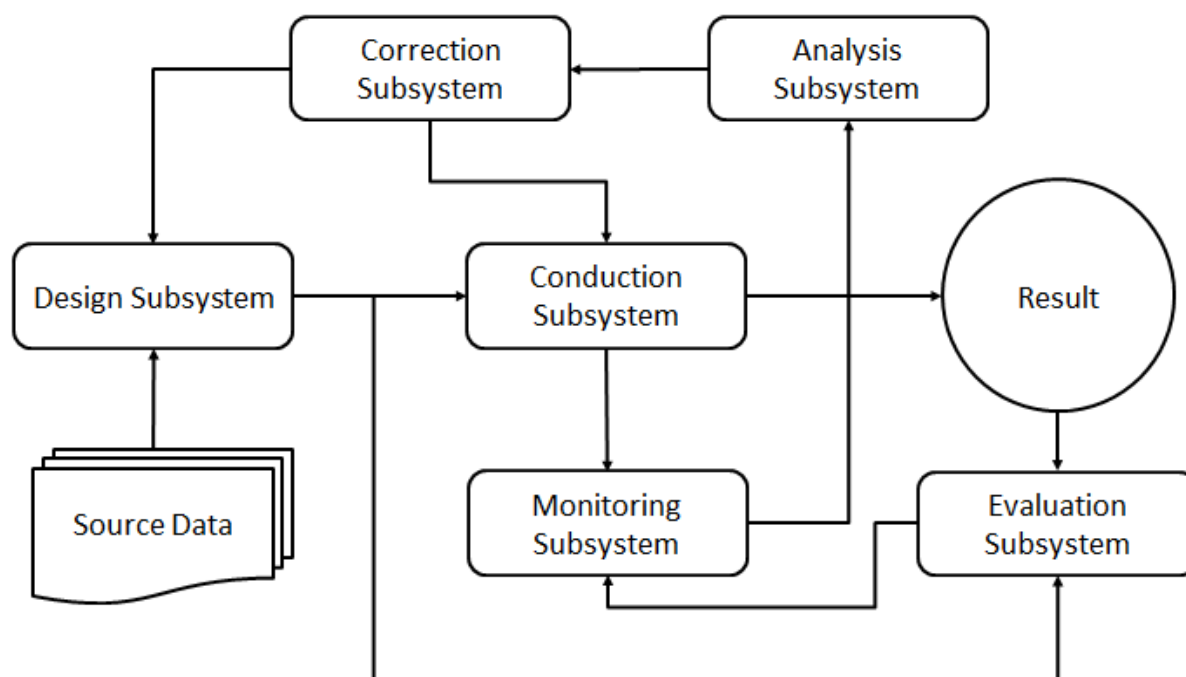 Correction
Subsystem
Analysis
Subsystem
Design Subsystem
Conduction
Subsystem
Result
Source Data
Monitoring
Subsystem
Evaluation
Subsystem